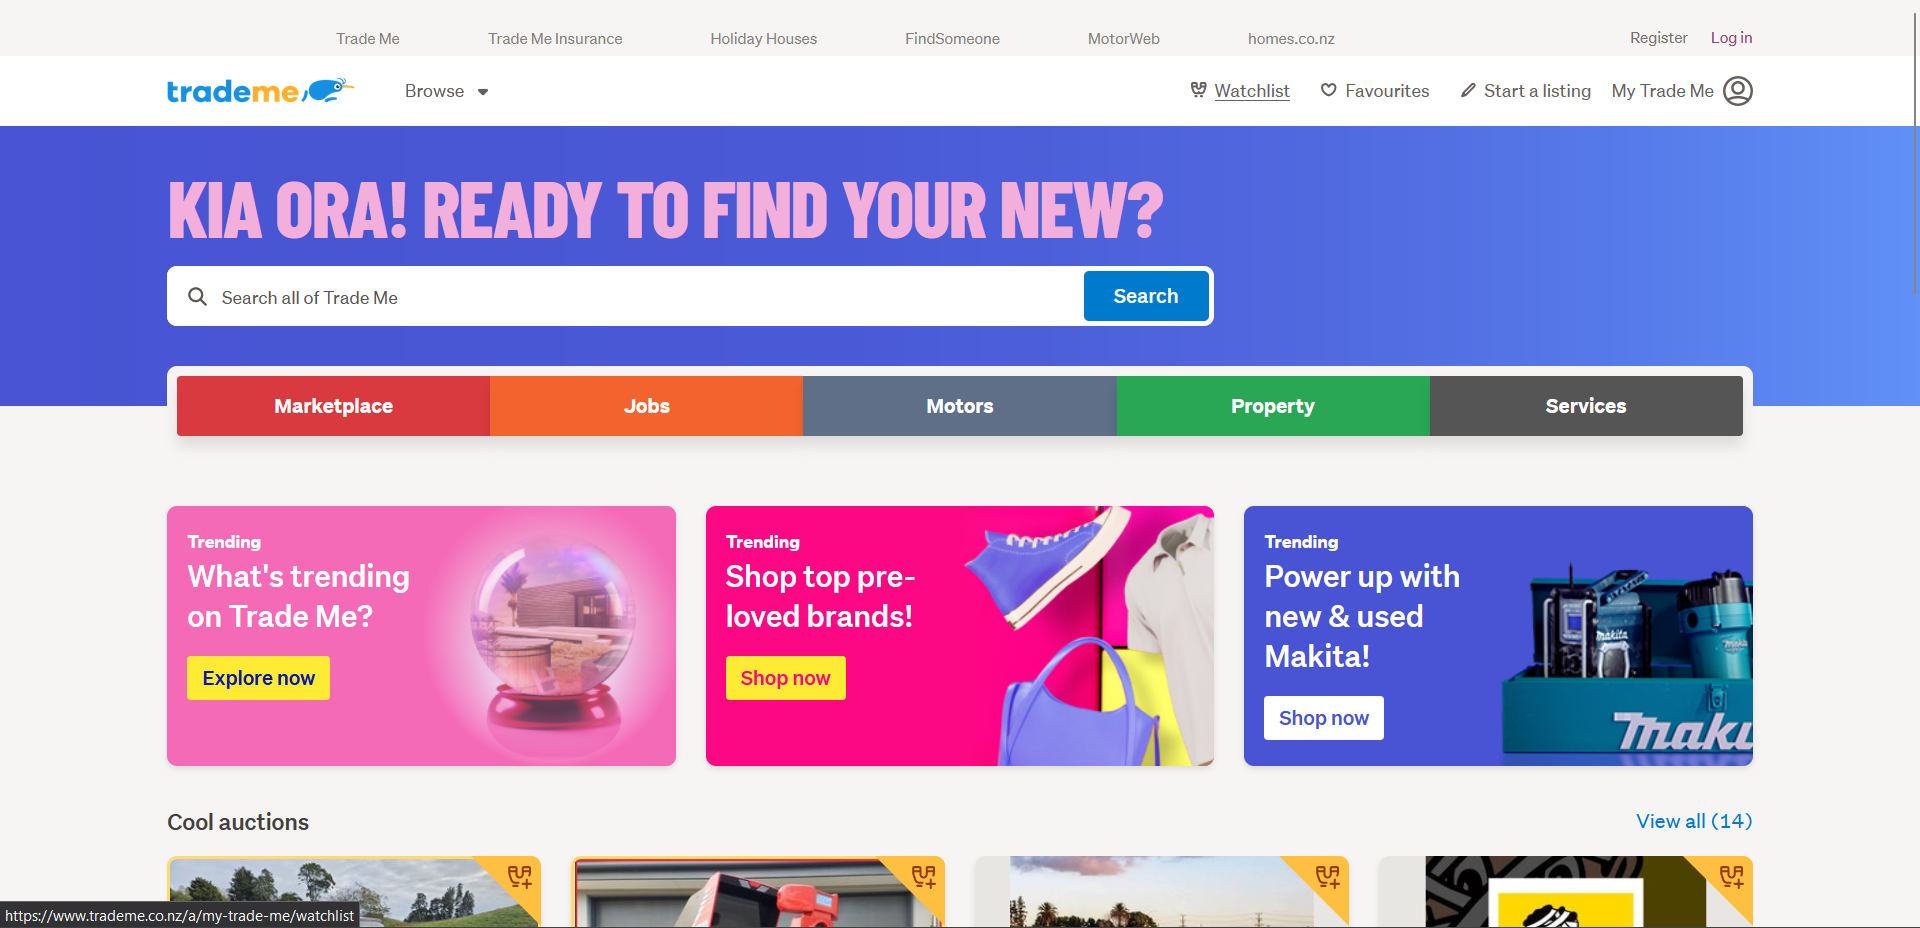 Trade Me
Trade Me Insurance
Holiday Houses
FindSomeone
MotorWeb
homes.co.nz
Register
Log in
trademe
Browse
Watchlist
Favourites
Start a listing
My Trade Me
KIA ORA! READY TO FIND YOUR NEW?
Search all of Trade Me
Search
Marketplace
Jobs
Motors
Property
Services
Trending
What's trending
on Trade Me?
Explore now
Trending
Shop top pre-
loved brands!
Shop now
Trending
Power up with
new & used
Makita!
Shop now
makita
makita
Cool auctions
View all (14)
https://www.trademe.co.nz/a/my-trade-me/watchlist